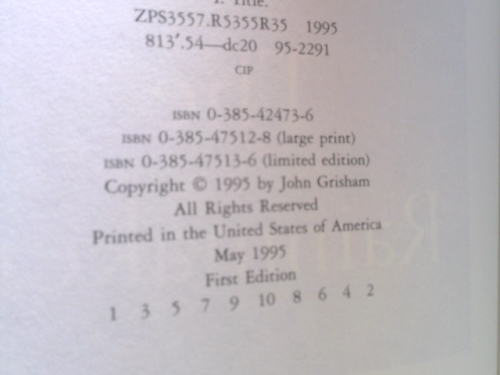 1. Title.
ZPS3557.R5355R35 1995
813'.54—dc20 95-2291
CIP
ISBN 0-385-42473-6
ISBN 0-385-47512-8 (large print)
ISBN 0-385-47513-6 (limited edition)
Copyright © 1995 by John Grisham
All Rights Reserved
Printed in the United States of America
May 1995
First Edition
1 3 5 7 9 10 8 6 4 2